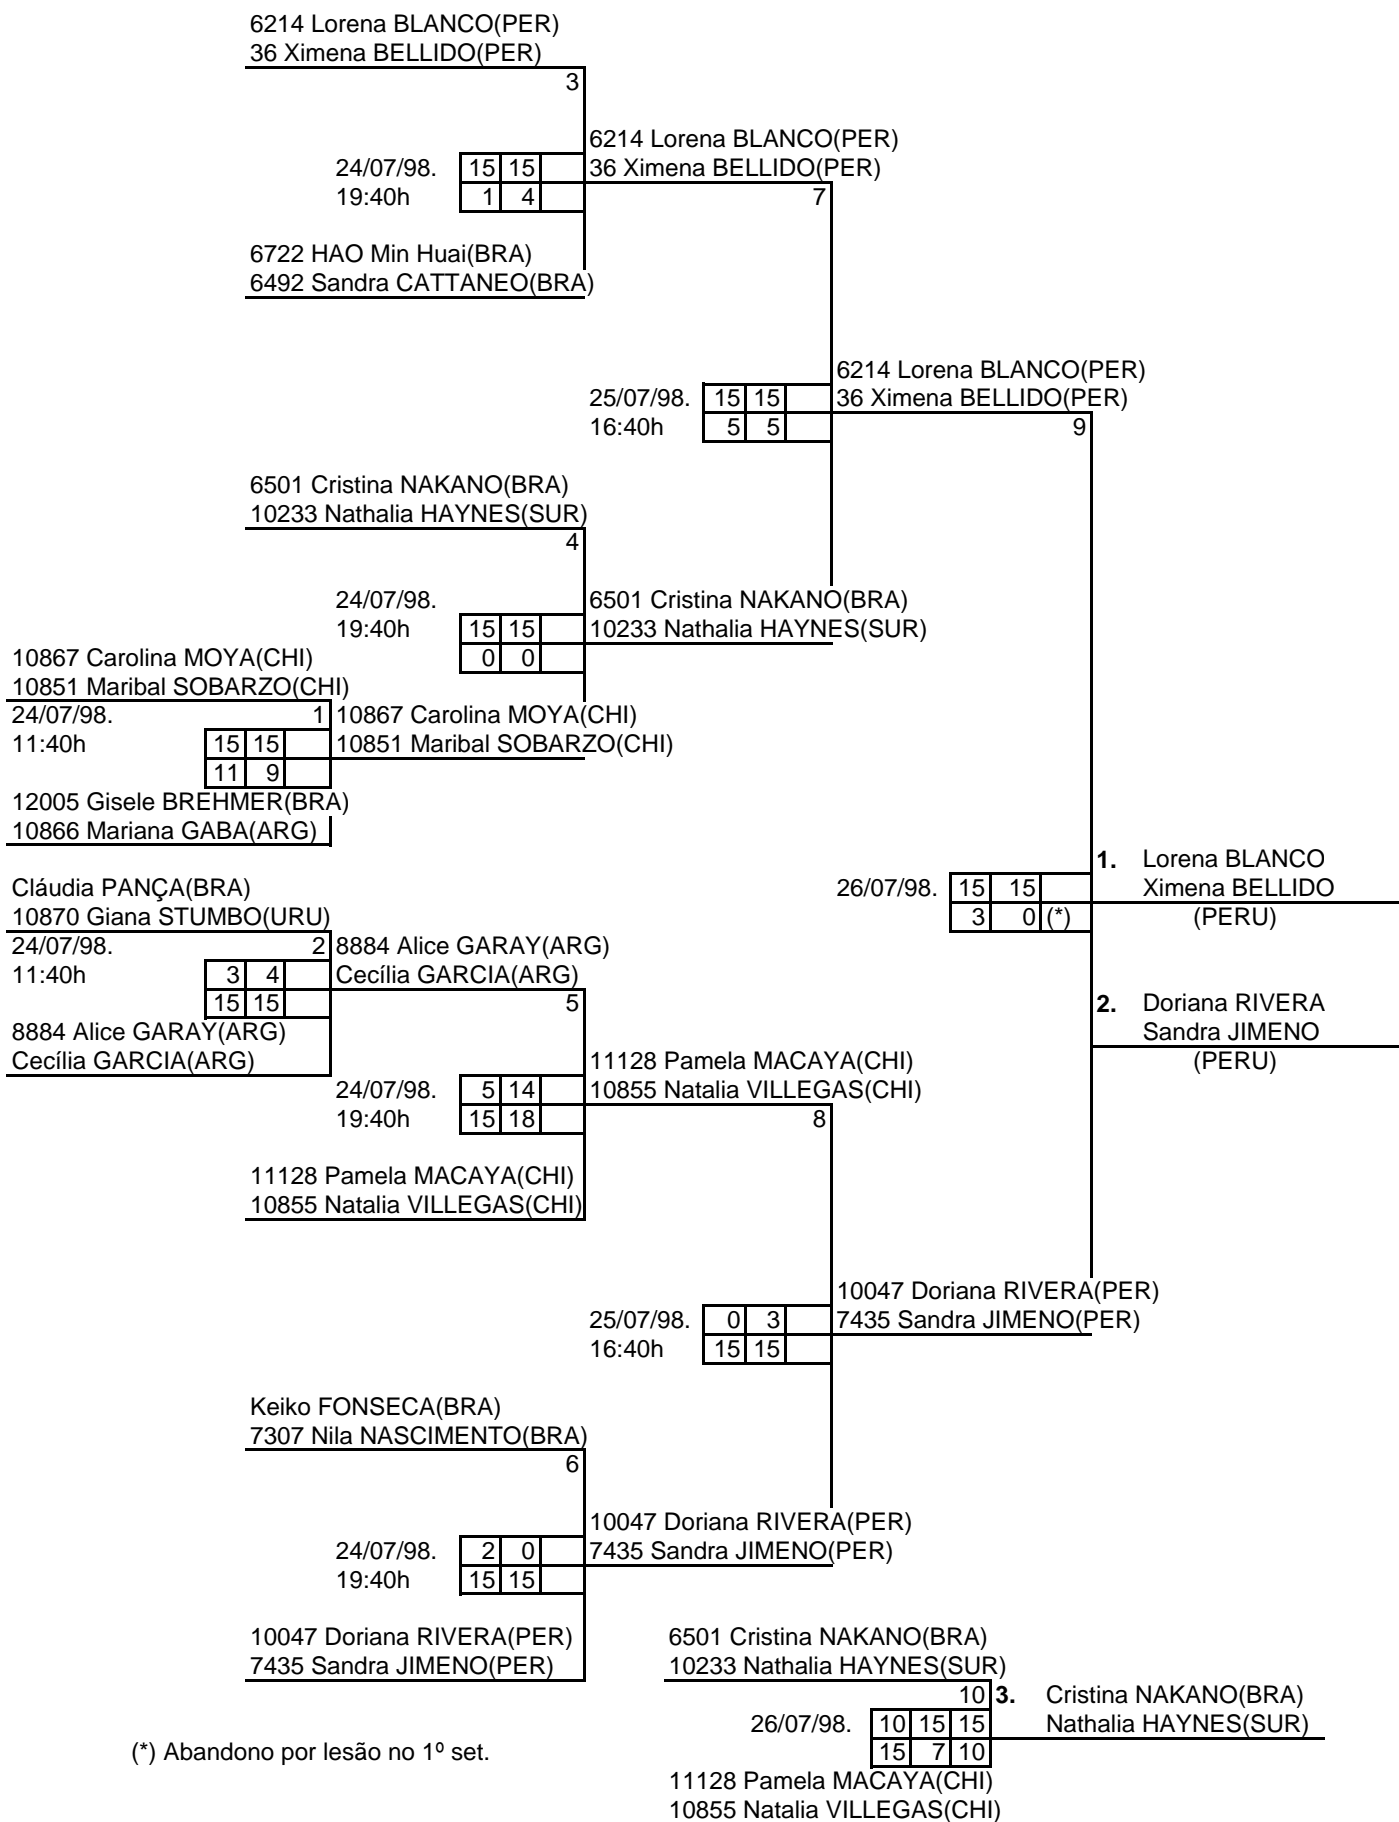 6214 Lorena BLANCO(PER)
36 Ximena BELLIDO(PER)
3
6214 Lorena BLANCO(PER)
24/07/98. 15 15 36 Ximena BELLIDO(PER)
19:40h 1 4 7
6722 HAO Min Huai(BRA)
6492 Sandra CATTANEO(BRA)
6214 Lorena BLANCO(PER)
25/07/98. 15 15 36 Ximena BELLIDO(PER)
16:40h 5 5 9
6501 Cristina NAKANO(BRA)
10233 Nathalia HAYNES(SUR)
4
24/07/98. 6501 Cristina NAKANO(BRA)
19:40h 15 15 10233 Nathalia HAYNES(SUR)
0 0
10867 Carolina MOYA(CHI)
10851 Maribal SOBARZO(CHI)
24/07/98. 1 10867 Carolina MOYA(CHI)
11:40h 15 15 10851 Maribal SOBARZO(CHI)
11 9
12005 Gisele BREHMER(BRA)
10866 Mariana GABA(ARG)
1. Lorena BLANCO
Cláudia PANÇA(BRA) 26/07/98. 15 15 Ximena BELLIDO
10870 Giana STUMBO(URU) 3 0 (*) (PERU)
24/07/98. 2 8884 Alice GARAY(ARG)
11:40h 3 4 Cecília GARCIA(ARG)
15 15 5 2. Doriana RIVERA
8884 Alice GARAY(ARG) Sandra JIMENO
Cecília GARCIA(ARG) 11128 Pamela MACAYA(CHI) (PERU)
24/07/98. 5 14 10855 Natalia VILLEGAS(CHI)
19:40h 15 18 8
11128 Pamela MACAYA(CHI)
10855 Natalia VILLEGAS(CHI)
10047 Doriana RIVERA(PER)
25/07/98. 0 3 7435 Sandra JIMENO(PER)
16:40h 15 15
Keiko FONSECA(BRA)
7307 Nila NASCIMENTO(BRA)
6
10047 Doriana RIVERA(PER)
24/07/98. 2 0 7435 Sandra JIMENO(PER)
19:40h 15 15
10047 Doriana RIVERA(PER) 6501 Cristina NAKANO(BRA)
7435 Sandra JIMENO(PER) 10233 Nathalia HAYNES(SUR)
10 3. Cristina NAKANO(BRA)
26/07/98. 10 15 15 Nathalia HAYNES(SUR)
(*) Abandono por lesão no 1º set. 15 7 10
11128 Pamela MACAYA(CHI)
10855 Natalia VILLEGAS(CHI)